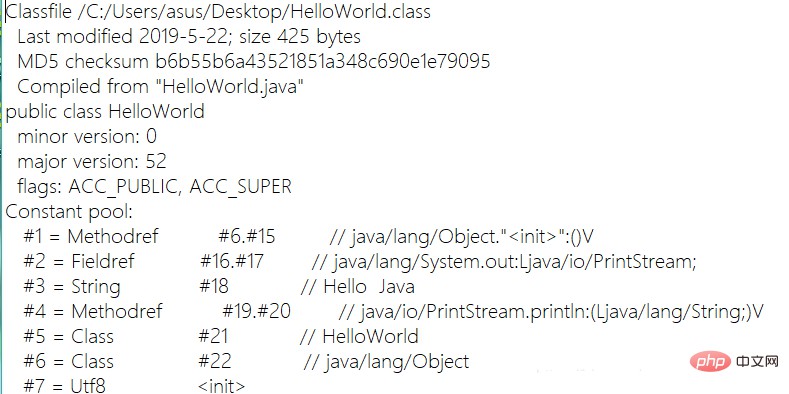 Classfile /C:/Users/asus/Desktop/HelloWorld.class
  Last modified 2019-5-22; size 425 bytes
  MD5 checksum b6b55b6a43521851a348c690e1e79095
  Compiled from "HelloWorld.java"
public class HelloWorld
  minor version: 0
  major version: 52
  flags: ACC_PUBLIC, ACC_SUPER
Constant pool:
   #1 = Methodref          #6.#15         // java/lang/Object."<init>":()V
   #2 = Fieldref           #16.#17        // java/lang/System.out:Ljava/io/PrintStream;
   #3 = String             #18            // Hello  Java
   #4 = Methodref          #19.#20        // java/io/PrintStream.println:(Ljava/lang/String;)V
   #5 = Class              #21            // HelloWorld
   #6 = Class              #22            // java/lang/Object
   #7 = Utf8               <init>
php 中文网